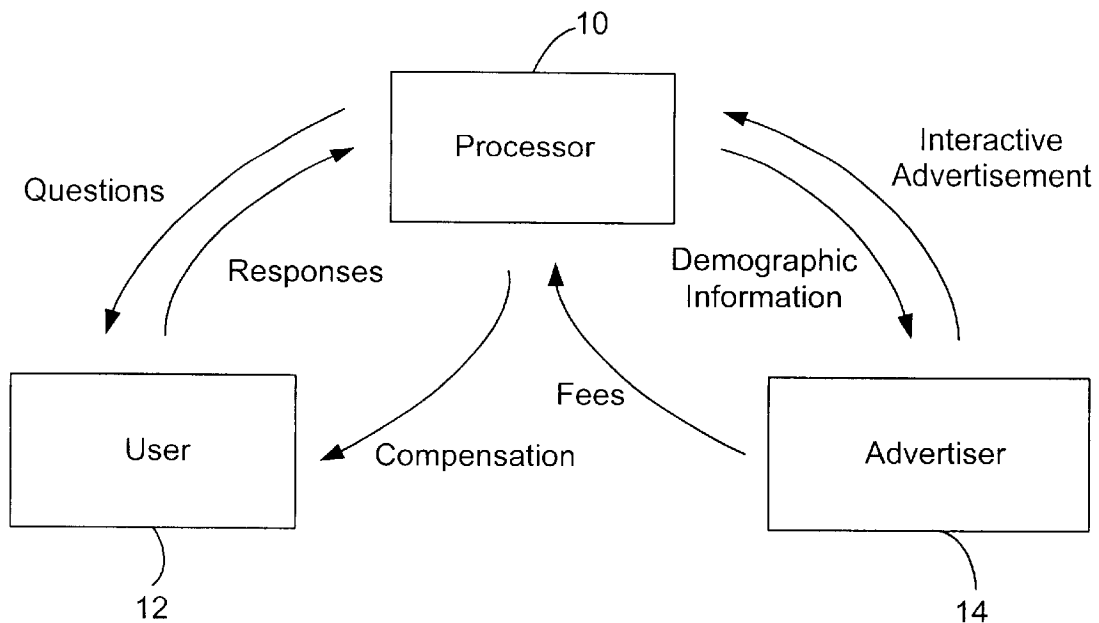 10
Processor
Interactive
Advertisement
Questions
Responses
Demographic
Information
Fees
User
Compensation
Advertiser
12
14